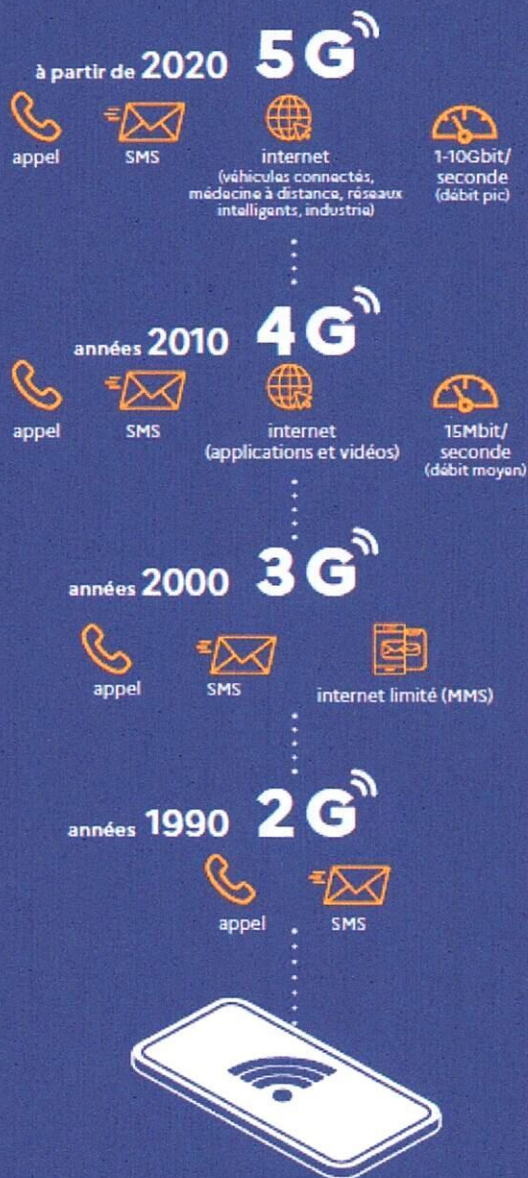 à partir de 2020 5G
appel
SMS
internet
(véhicules connectés,
médecine à distance, réseaux
intelligents, industrie)
1-10Gbit/
seconde
(débit pic)
années 2010 4G
appel
SMS
internet
(applications et vidéos)
15Mbit/
seconde
(débit moyen)
années 2000 3G
appel
SMS
internet limité (MMS)
années 1990 2G
appel
SMS